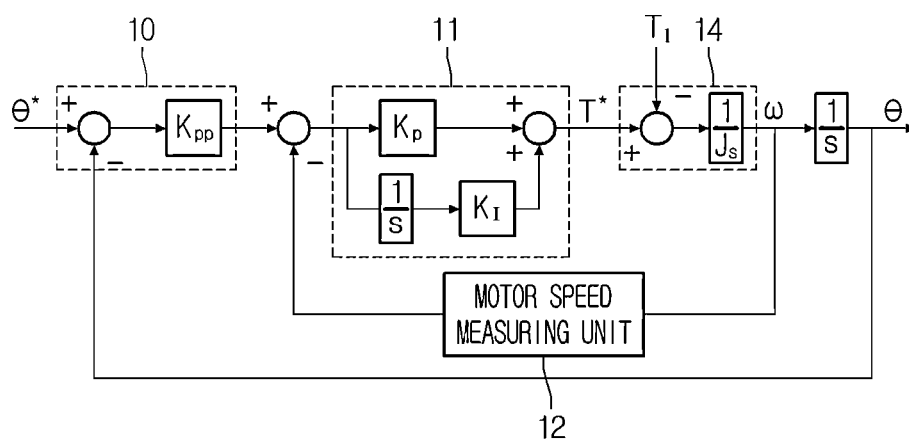 10
11
T₁
14
θ*
+
−
Kpp
+
−
Kp
+
+
T*
−
+
1
Js
ω
1
s
θ
1
s
KI
MOTOR SPEED
MEASURING UNIT
12